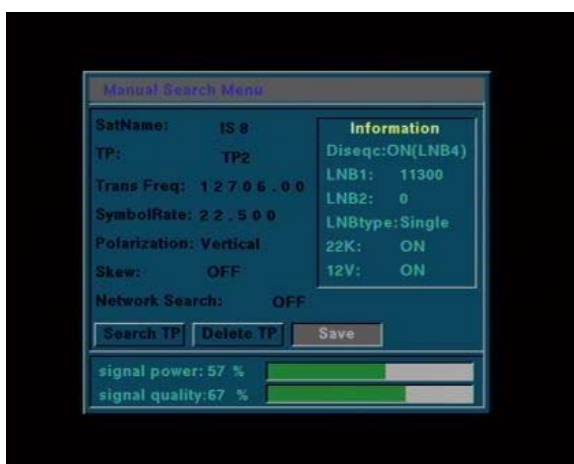 Manual Search Menu
SatName: IS 8
TP: TP2
Trans Freq: 12706.00
SymbolRate: 22.500
Polarization: Vertical
Skew: OFF
Network Search: OFF
Search TP Delete TP Save
Information
Diseqc:ON(LNB4)
LNB1: 11300
LNB2: 0
LNBtype:Single
22K: ON
12V: ON
signal power: 57 %
signal quality:67 %